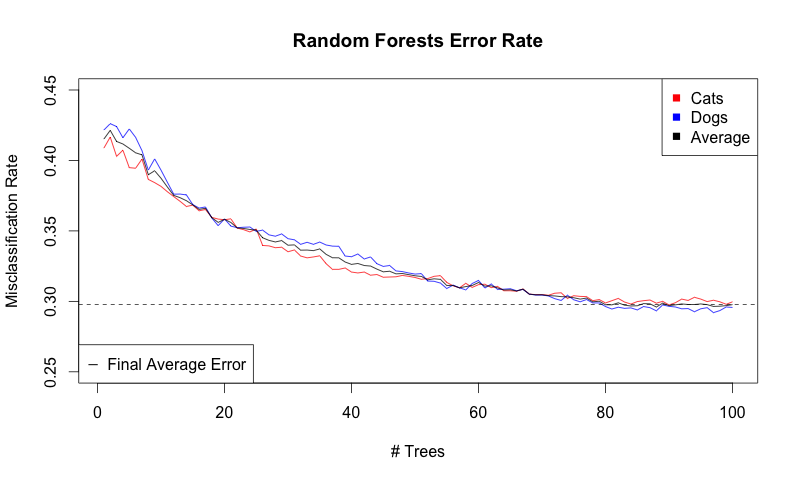 Random Forests Error Rate
Misclassification Rate
0.45
0.40
0.35
0.30
0.25
Cats
Dogs
Average
Final Average Error
0 20 40 60 80 100
# Trees